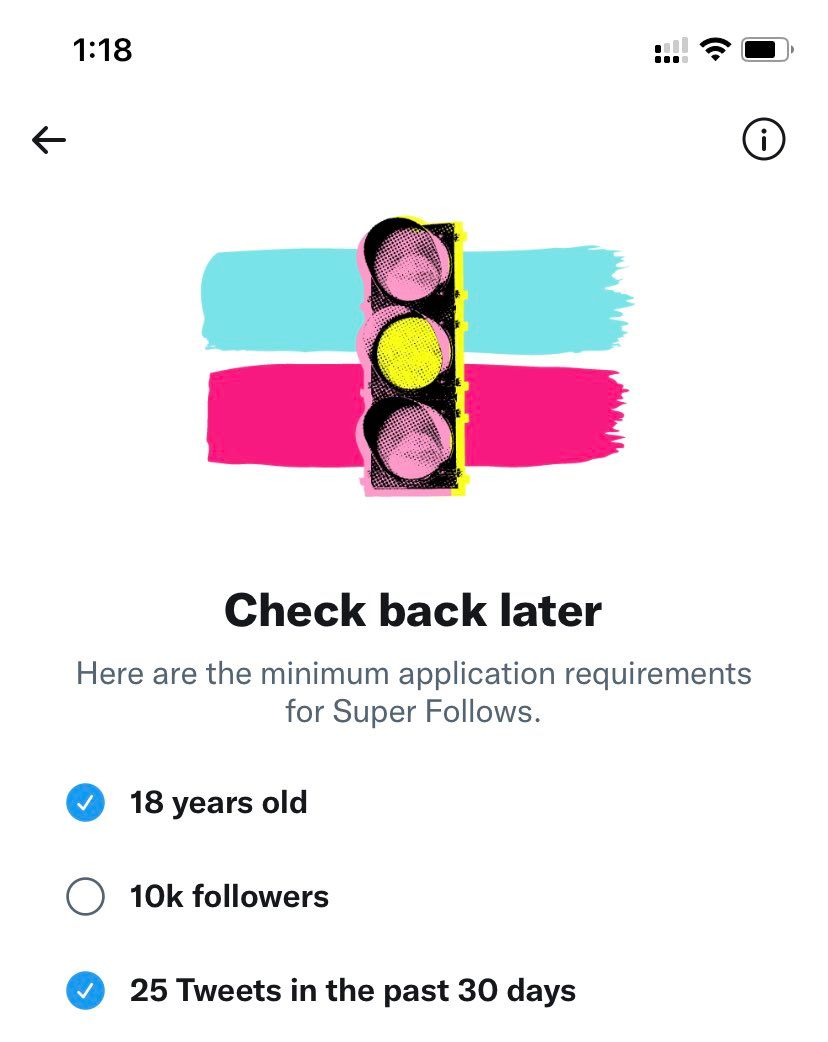 1:18
Check back later
Here are the minimum application requirements
for Super Follows.
18 years old
10k followers
25 Tweets in the past 30 days